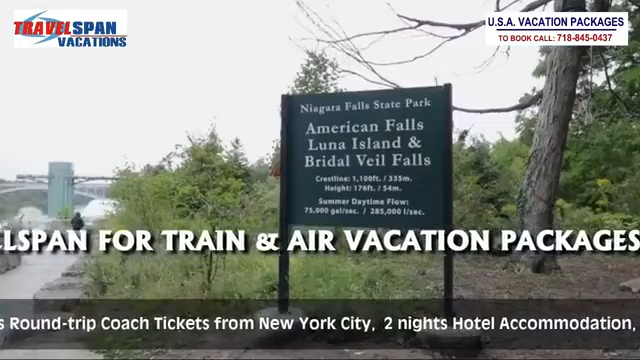 TRAVELSPAN
VACATIONS
U.S.A. VACATION PACKAGES
TO BOOK CALL: 718-845-0437
Niagara Falls State Park
American Falls
Luna Island &
Bridal Veil Falls
Crestline: 1,100ft. / 335m.
Height: 176ft / 54m.
Summer Daytime Flow:
75,000 gal/sec. / 285,000 l/sec.
ELSPAN FOR TRAIN & AIR VACATION PACKAGES
s Round-trip Coach Tickets from New York City, 2 nights Hotel Accommodation,